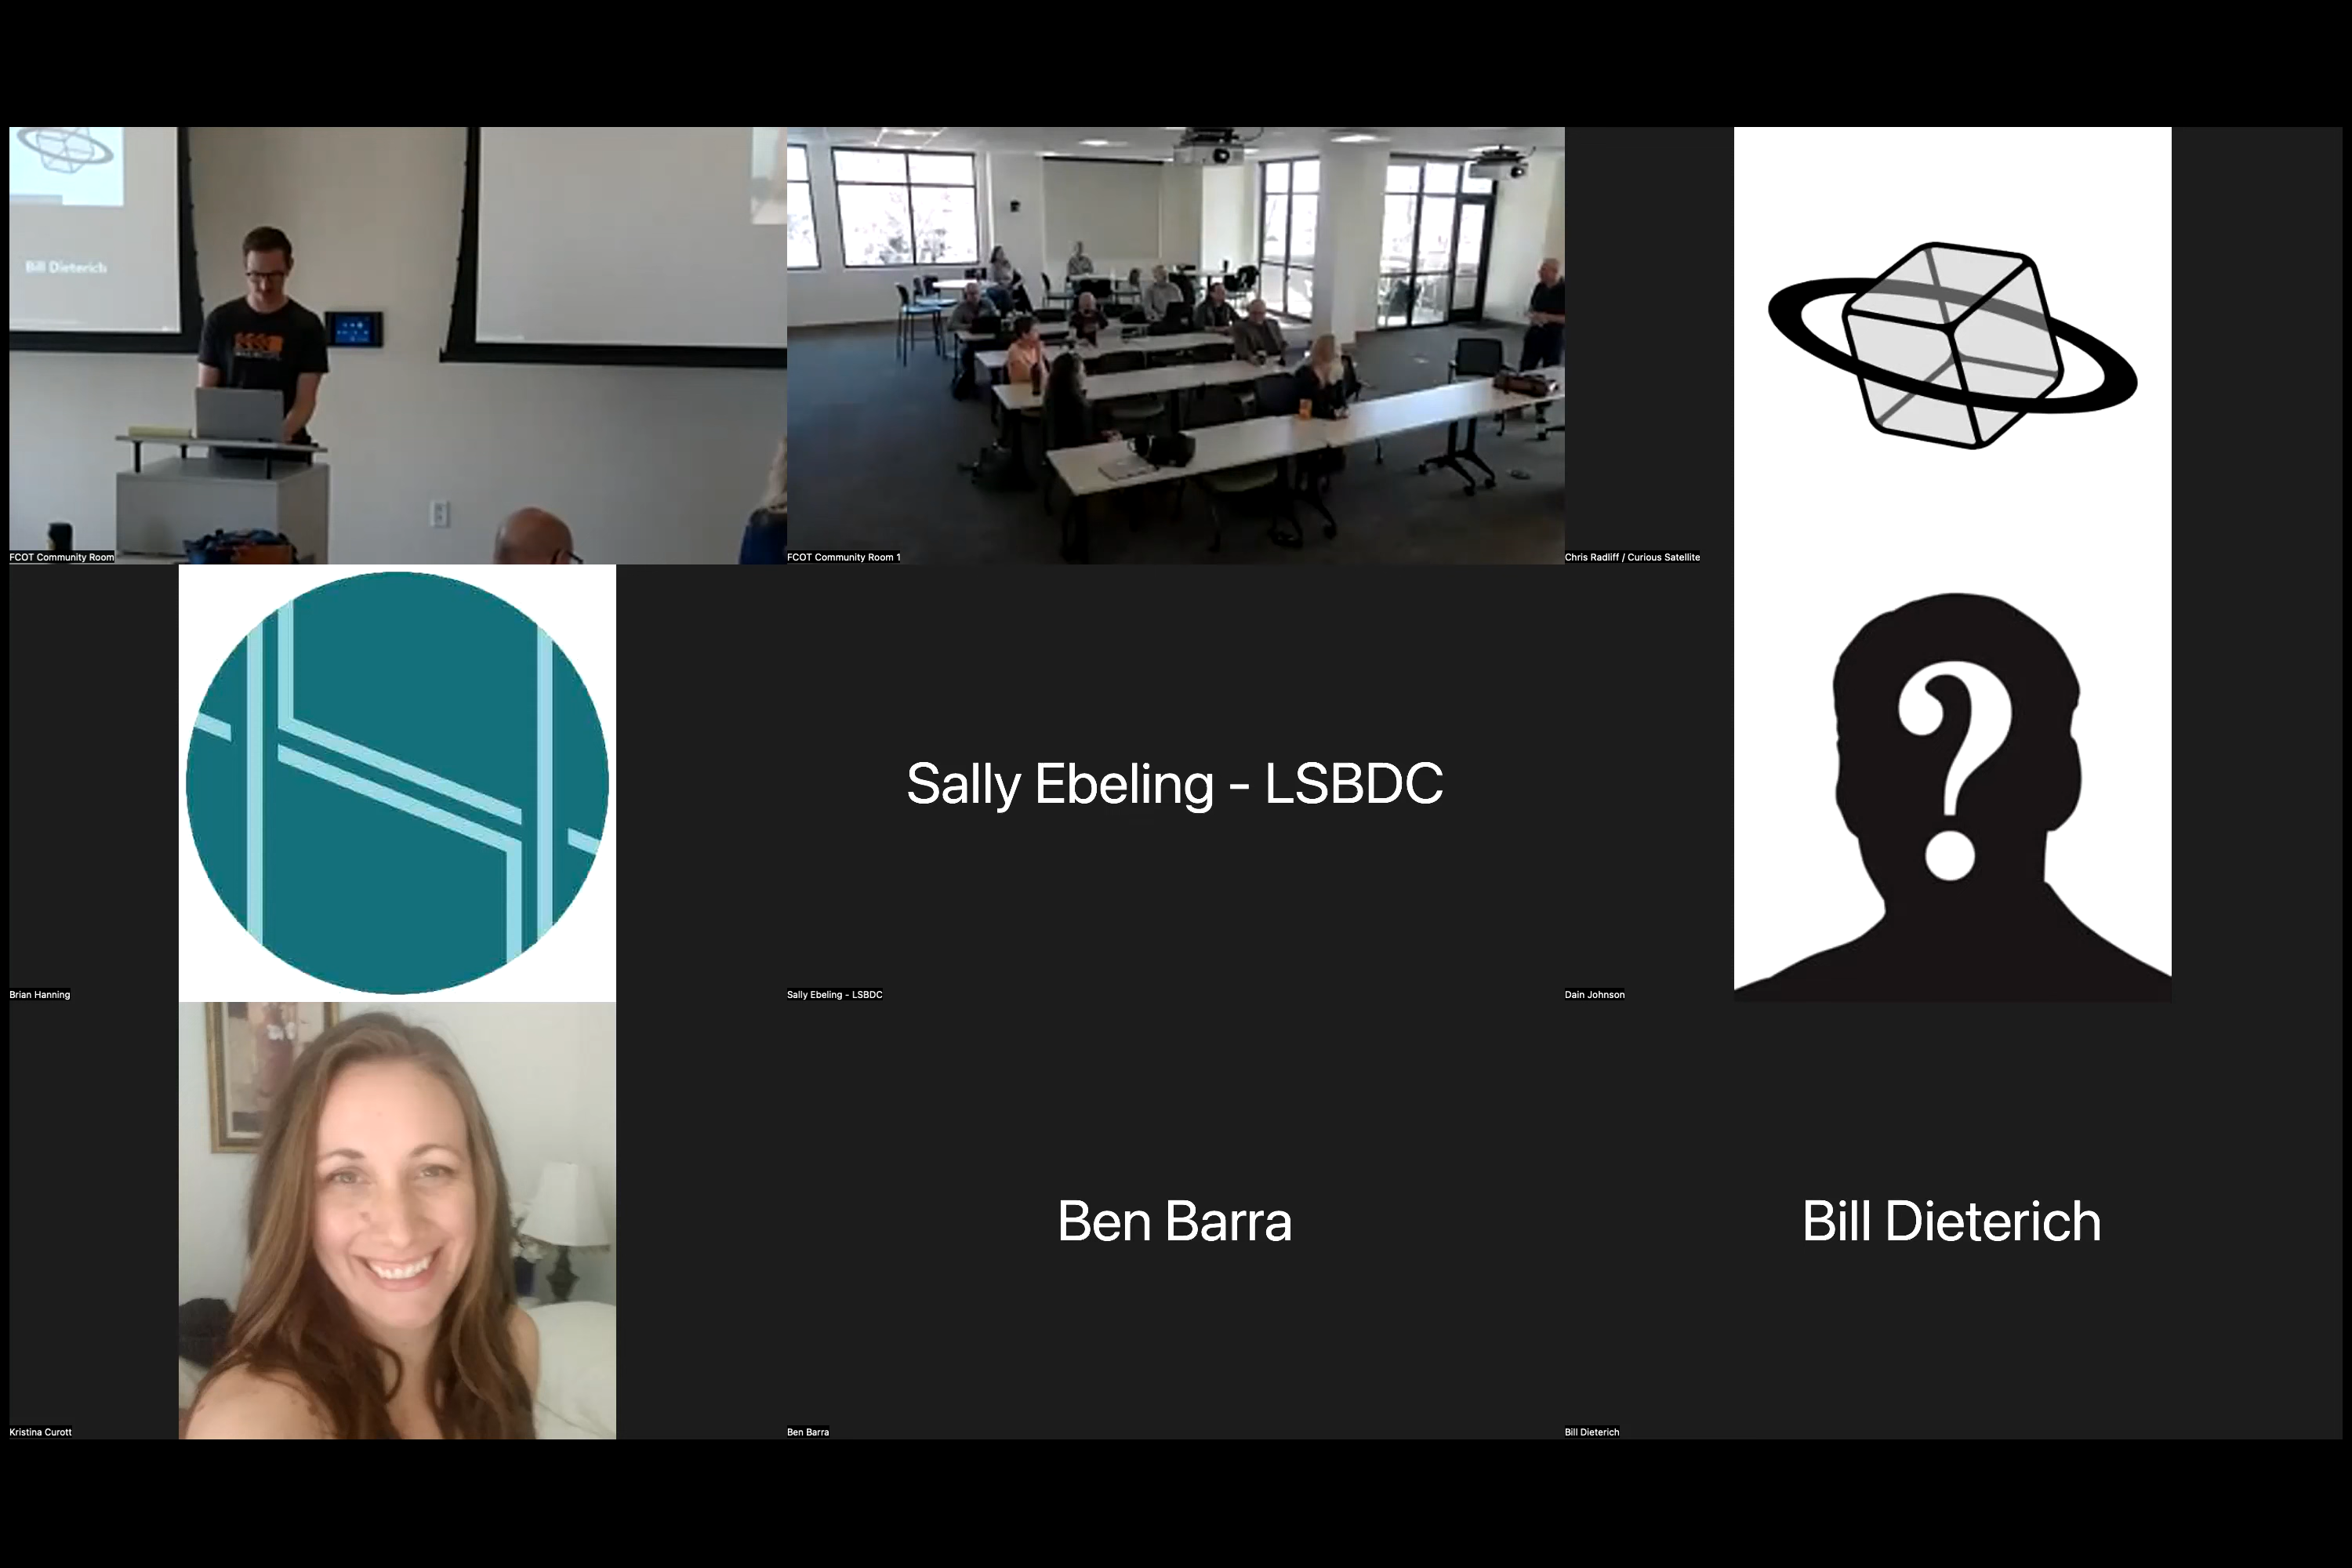 Bill Dieterich
FCOT Community Room
FCOT Community Room 1
Chris Radliff / Curious Satellite
Sally Ebeling - LSBDC
Brian Hanning
Sally Ebeling - LSBDC
Dain Johnson
?
Ben Barra
Bill Dieterich
Kristina Curott
Ben Barra
Bill Dieterich